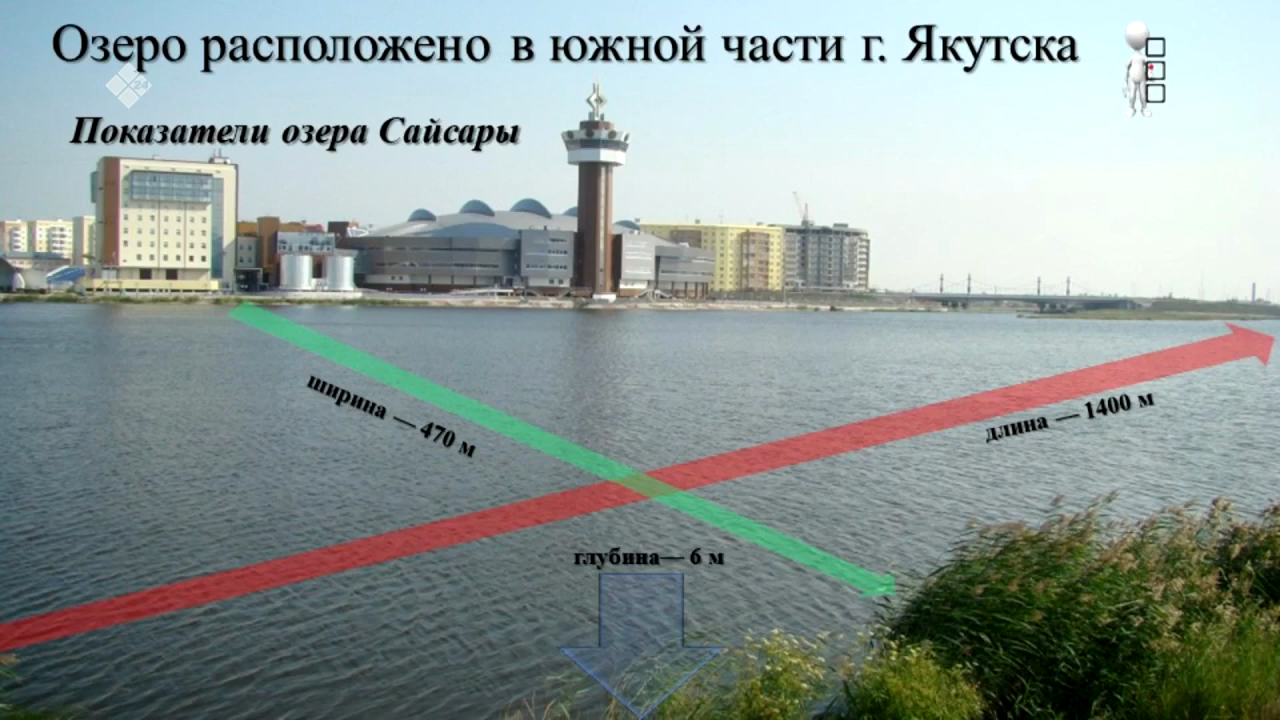 Озеро расположено в южной части г. Якутска
Показатели озера Сайсары
ширина — 470 м
длина — 1400 м
глубина— 6 м